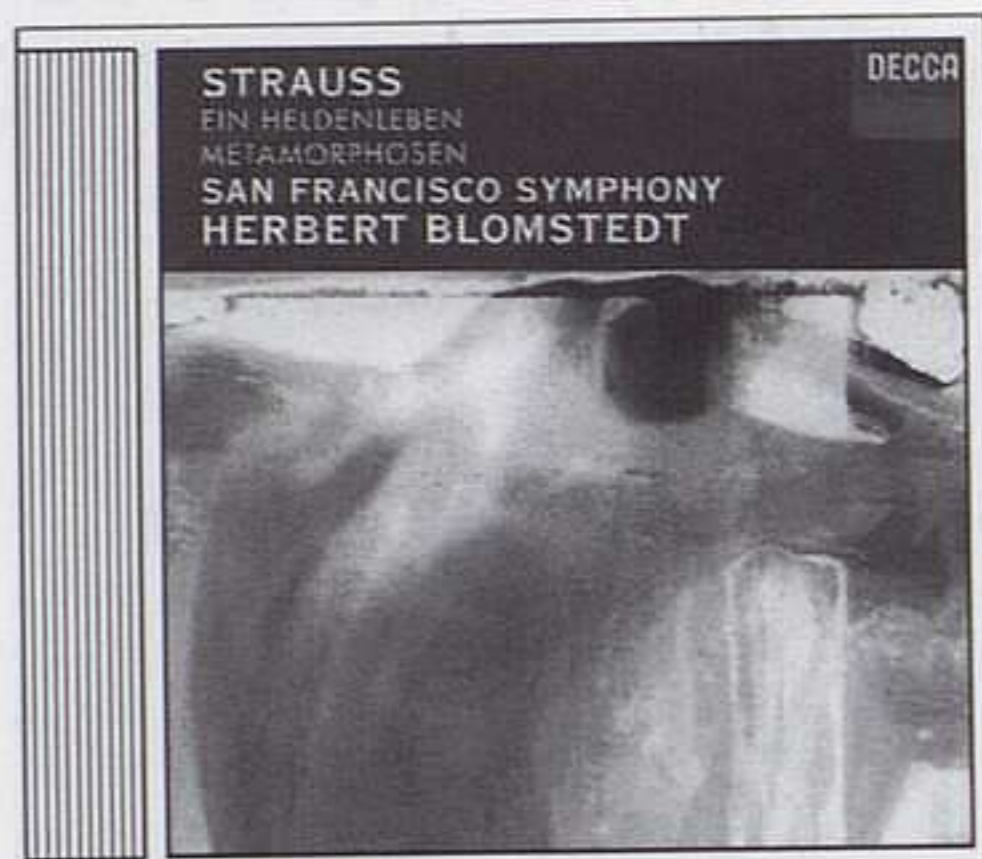 STRAUSS
EIN HELDENLEBEN
METAMORPHOSEN
SAN FRANCISCO SYMPHONY
HERBERT BLOMSTEDT
DECCA